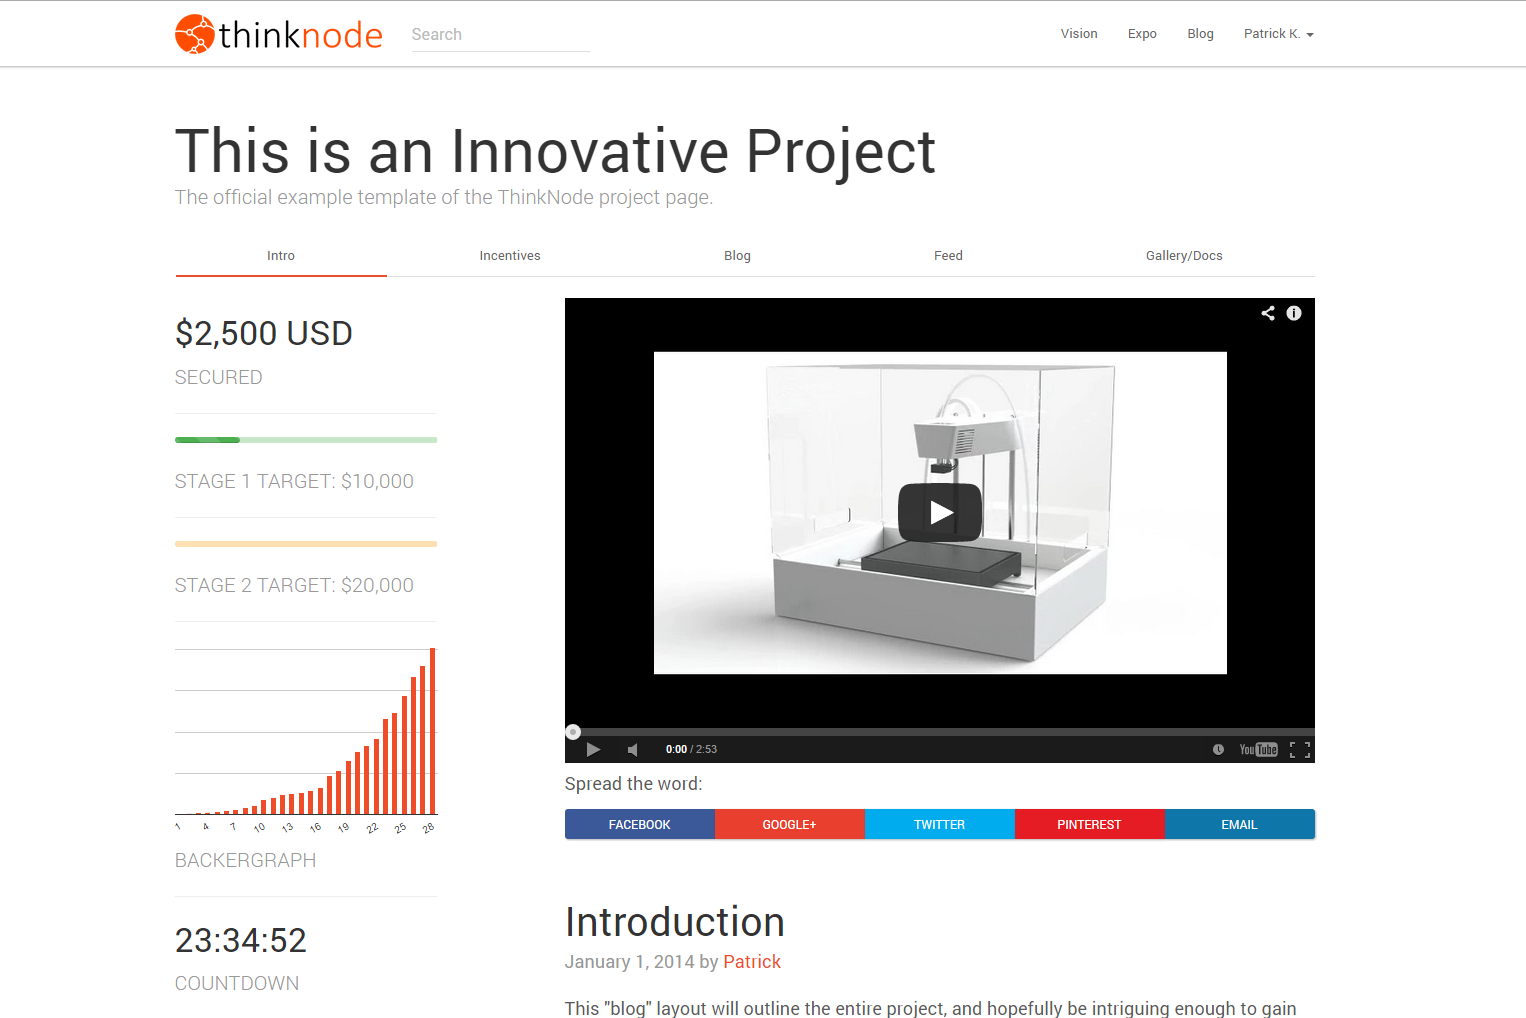 thinknode
Search
Vision
Expo
Blog
Patrick K.
This is an Innovative Project
The official example template of the ThinkNode project page.
Intro
Incentives
Blog
Feed
Gallery/Docs
$2,500 USD
SECURED
STAGE 1 TARGET: $10,000
STAGE 2 TARGET: $20,000
1 4 7 10 13 16 19 22 25 28
BACKERGRAPH
23:34:52
COUNTDOWN
0:00 / 2:53
YouTube
Spread the word:
FACEBOOK
GOOGLE+
TWITTER
PINTEREST
EMAIL
Introduction
January 1, 2014 by Patrick
This "blog" layout will outline the entire project, and hopefully be intriguing enough to gain